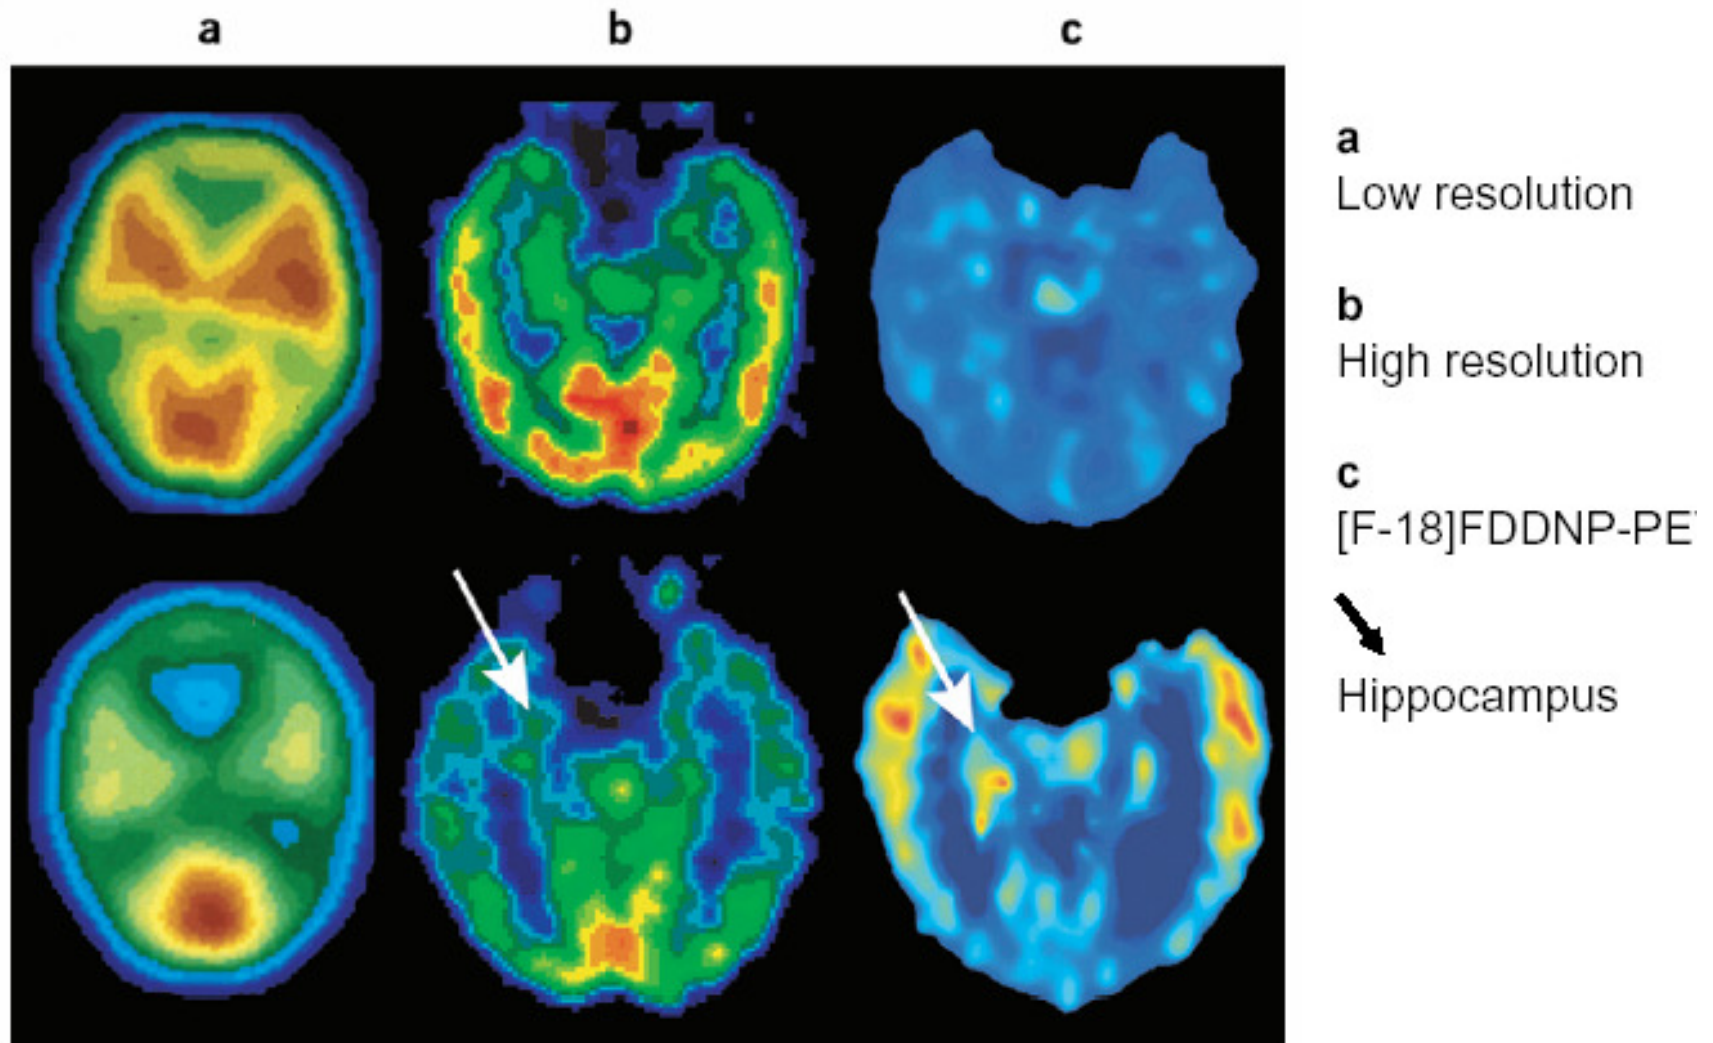 a b c
a
Low resolution
b
High resolution
c
[F-18]FDDNP-PE
Hippocampus